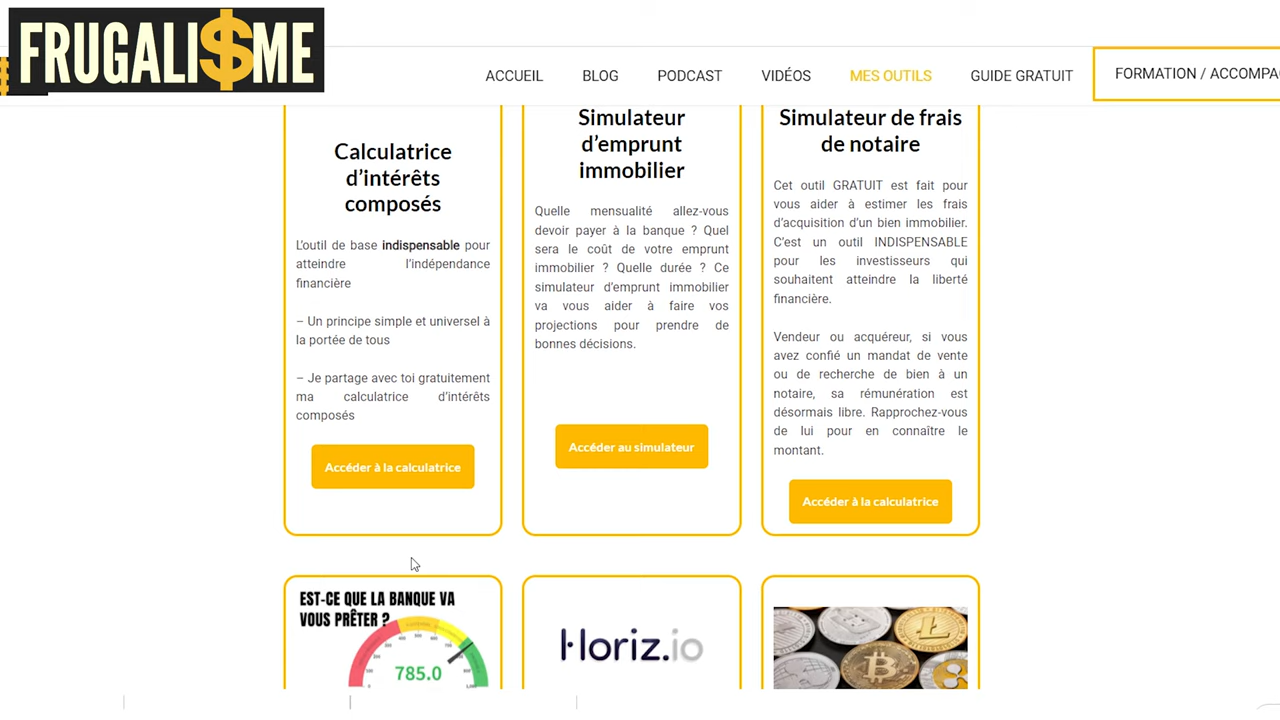 FRUGALI$ME
ACCUEIL
BLOG
PODCAST
VIDÉOS
MES OUTILS
GUIDE GRATUIT
FORMATION /
Calculatrice
d’intérêts
composés
L’outil de base indispensable pour
atteindre l’indépendance
financière
– Un principe simple et universel à
la portée de tous
– Je partage avec toi gratuitement
ma calculatrice d’intérêts
composés
Accéder à la calculatrice
Simulateur
d’emprunt
immobilier
Quelle mensualité allez-vous
devoir payer à la banque ? Quel
sera le coût de votre emprunt
immobilier ? Quelle durée ? Ce
simulateur d’emprunt immobilier
va vous aider à faire vos
projections pour prendre de
bonnes décisions.
Accéder au simulateur
Simulateur de frais
de notaire
Cet outil GRATUIT est fait pour
vous aider à estimer les frais
d’acquisition d’un bien immobilier.
C’est un outil INDISPENSABLE
pour les investisseurs qui
souhaitent atteindre la liberté
financière.
Vendeur ou acquéreur, si vous
avez confié un mandat de vente
ou de recherche de bien à un
notaire, sa rémunération est
désormais libre. Rapprochez-vous
de lui pour en connaître le
montant.
Accéder à la calculatrice
EST-CE QUE LA BANQUE VA
VOUS PRÊTER ?
785.0
Horiz.io